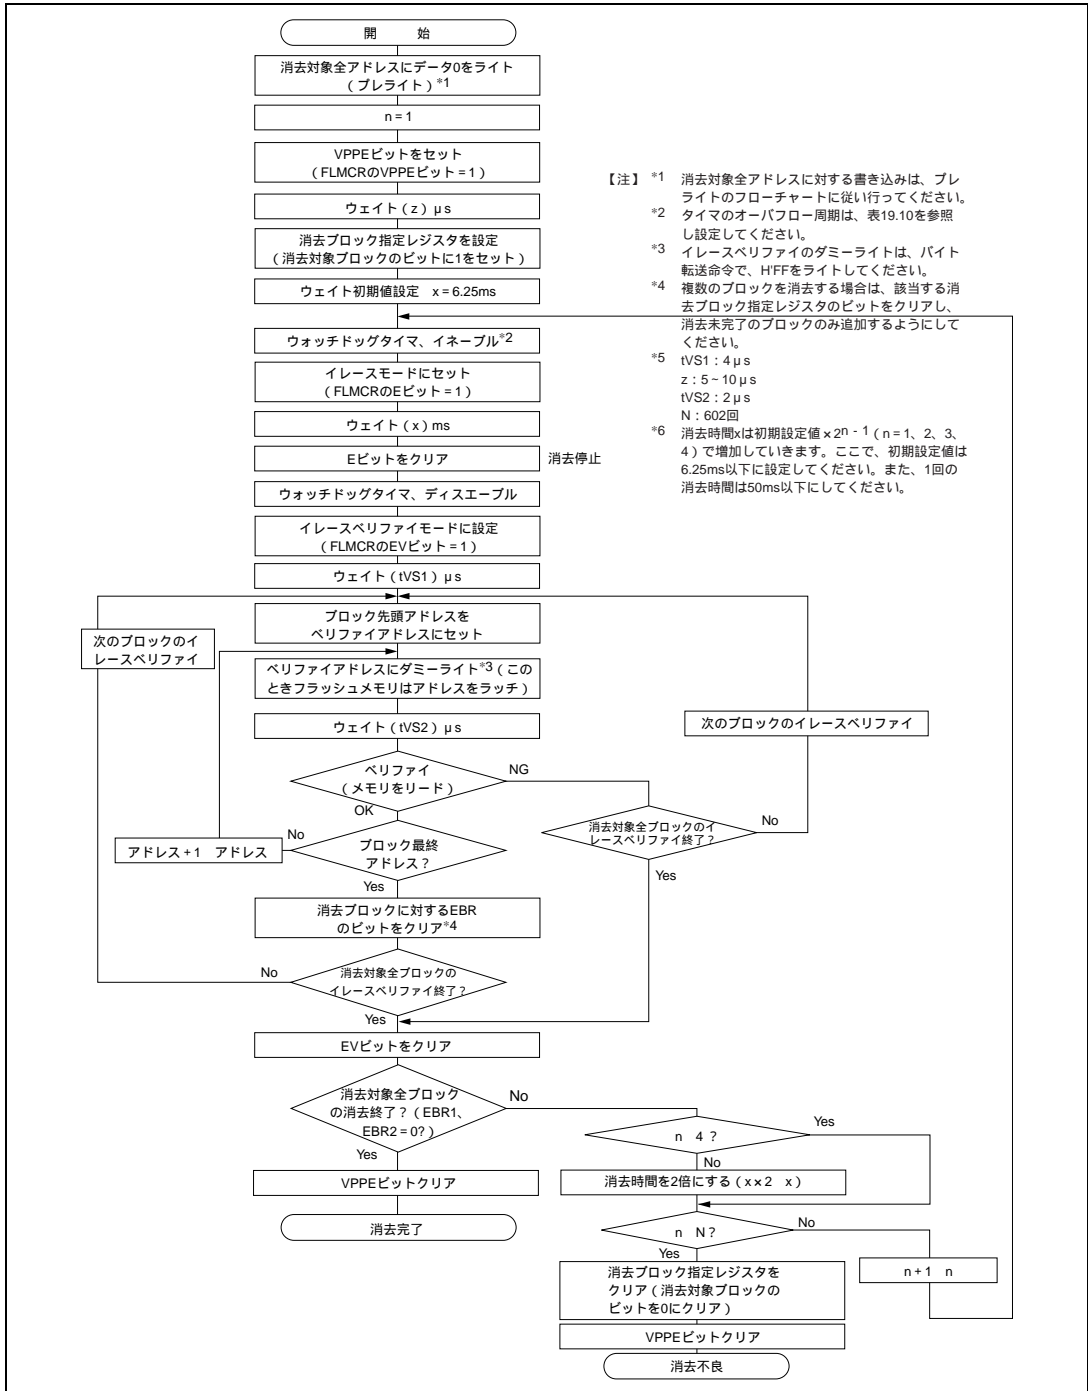 開 始
消去対象全アドレスにデータ0をライト
(プレライト)*1
n = 1
VPPEビットをセット
(FLMCRのVPPEビット = 1)
ウェイト(z)μs
消去ブロック指定レジスタを設定
(消去対象ブロックのビットに1をセット)
ウェイト初期値設定 x = 6.25ms
ウォッチドッグタイマ、イネーブル*2
イレースモードにセット
(FLMCRのEビット = 1)
ウェイト(x)ms
Eビットをクリア
消去停止
ウォッチドッグタイマ、ディスエーブル
イレースベリファイモードに設定
(FLMCRのEVビット = 1)
ウェイト(tVS1)μs
ブロック先頭アドレスを
ベリファイアドレスにセット
次のブロックのイ
レースベリファイ
ベリファイアドレスにダミーライト*3(この
ときフラッシュメモリはアドレスをラッチ)
ウェイト(tVS2)μs
次のブロックのイレースベリファイ
ベリファイ
(メモリをリード)
NG
OK
消去対象全ブロックのイ
レースベリファイ終了?
No
Yes
ブロック最終
アドレス?
No
アドレス+1 アドレス
Yes
消去ブロックに対するEBR
のビットをクリア*4
消去対象全ブロックの
イレースベリファイ終了?
No
Yes
EVビットをクリア
消去対象全ブロック
の消去終了?(EBR1、
EBR2 = 0?)
No
Yes
VPPEビットクリア
消去完了
n 4?
Yes
No
消去時間を2倍にする(x×2 x)
n N?
No
Yes
n+1 n
消去ブロック指定レジスタを
クリア(消去対象ブロックの
ビットを0にクリア)
VPPEビットクリア
消去不良
【注】 *1 消去対象全アドレスに対する書き込みは、プレ
ライトのフローチャートに従い行ってください。
*2 タイマのオーバフロー周期は、表19.10を参照
し設定してください。
*3 イレースベリファイのダミーライトは、バイト
転送命令で、H'FFをライトしてください。
*4 複数のブロックを消去する場合は、該当する消
去ブロック指定レジスタのビットをクリアし、
消去未完了のブロックのみ追加するようにして
ください。
*5 tVS1:4μs
z:5~10μs
tVS2:2μs
N:602回
*6 消去時間xは初期設定値×2n - 1(n = 1、2、3、
4)で増加していきます。ここで、初期設定値は
6.25ms以下に設定してください。また、1回の
消去時間は50ms以下にしてください。